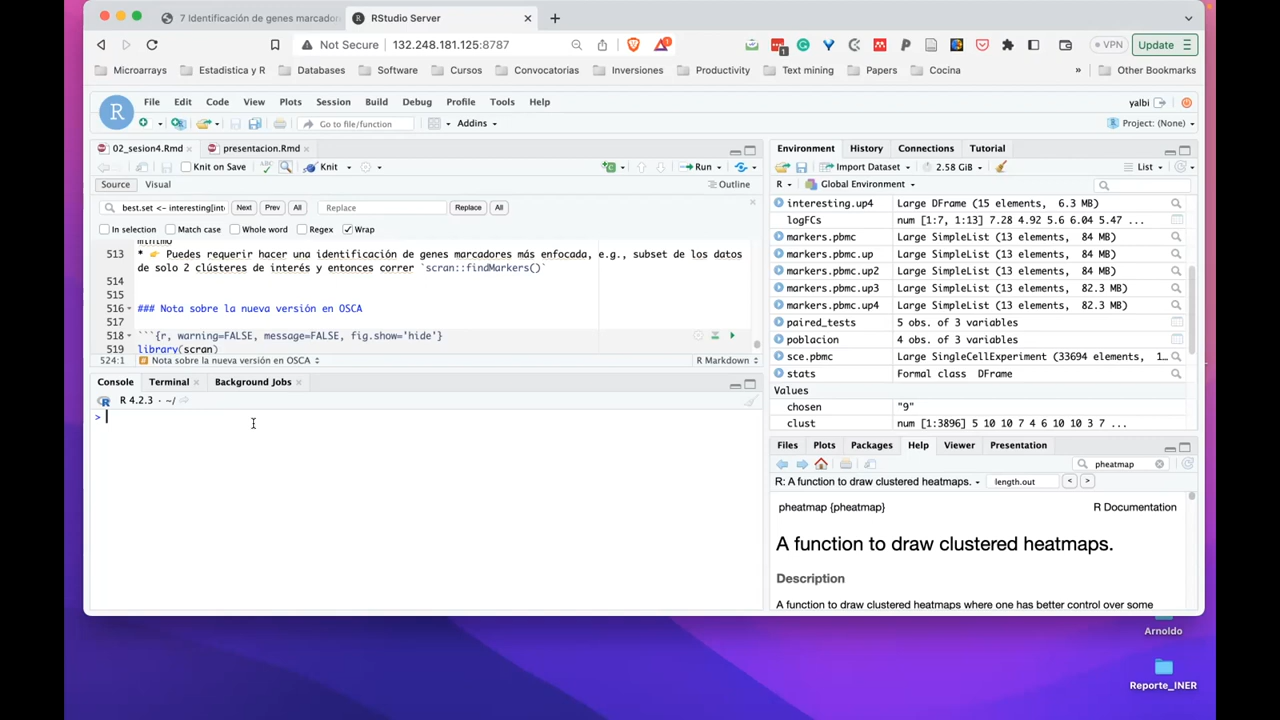 7 Identificación de genes marcador
RStudio Server
Not Secure
132.248.181.125:8787
1
VPN
Update
Microarrays
Estadistica y R
Databases
Software
Cursos
Convocatorias
Inversiones
Productivity
Text mining
Papers
Cocina
»
Other Bookmarks
R
File
Edit
Code
View
Plots
Session
Build
Debug
Profile
Tools
Help
yalbi
Go to file/function
Addins
Project: (None)
02_sesion4.Rmd
presentacion.Rmd
Knit on Save
Knit
Run
Source
Visual
Outline
best.set <- interesting[int
Next
Prev
All
Replace
Replace
All
In selection
Match case
Whole word
Regex
Wrap
minimo
513
* 👉 Puedes requerir hacer una identificación de genes marcadores más enfocada, e.g., subset de los datos
de solo 2 clústeres de interés y entonces correr `scran::findMarkers()`
514
515
516
### Nota sobre la nueva versión en OSCA
517
518
```{r, warning=FALSE, message=FALSE, fig.show='hide'}
519
library(scran)
524:1
Nota sobre la nueva versión en OSCA
R Markdown
Console
Terminal
Background Jobs
R 4.2.3 · ~/
>
Environment
History
Connections
Tutorial
Import Dataset
2.58 GiB
List
R
Global Environment
interesting.up4
Large DFrame (15 elements, 6.3 MB)
logFCs
num [1:7, 1:13] 7.28 4.92 5.6 6.04 5.47 ...
markers.pbmc
Large SimpleList (13 elements, 84 MB)
markers.pbmc.up
Large SimpleList (13 elements, 84 MB)
markers.pbmc.up2
Large SimpleList (13 elements, 84 MB)
markers.pbmc.up3
Large SimpleList (13 elements, 82.3 MB)
markers.pbmc.up4
Large SimpleList (13 elements, 82.3 MB)
paired_tests
5 obs. of 3 variables
poblacion
4 obs. of 3 variables
sce.pbmc
Large SingleCellExperiment (33694 elements, 1…
stats
Formal class DFrame
Values
chosen
"9"
clust
num [1:3896] 5 10 10 7 4 6 10 10 3 7 ...
Files
Plots
Packages
Help
Viewer
Presentation
pheatmap
R: A function to draw clustered heatmaps.
length.out
<
>
pheatmap {pheatmap}
R Documentation
A function to draw clustered heatmaps.
Description
A function to draw clustered heatmaps where one has better control over some
Arnoldo
Reporte_INER